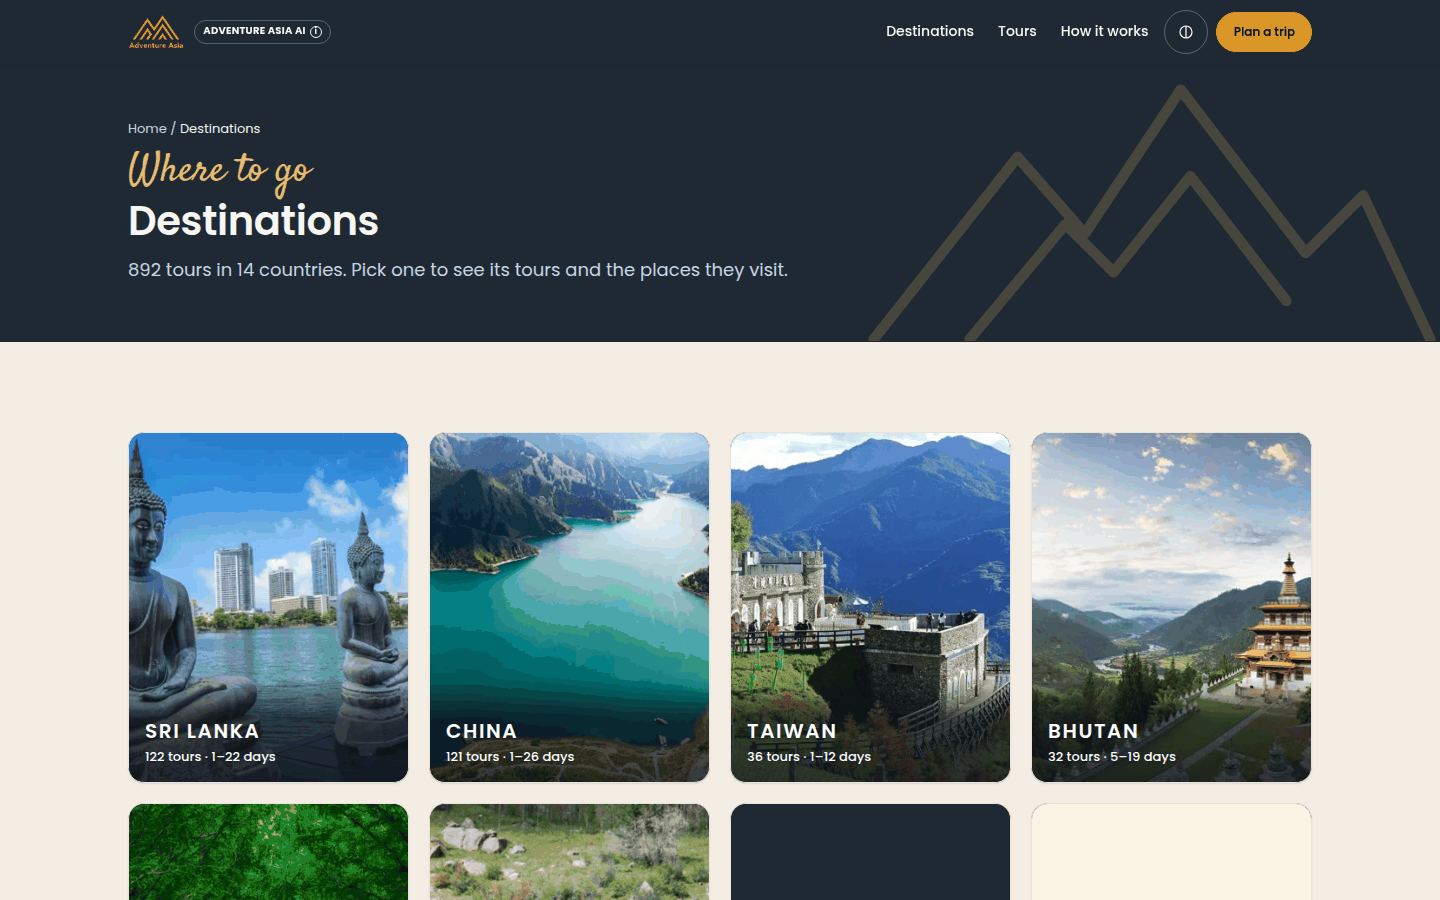 Adventure Asia
ADVENTURE ASIA AI i
Destinations
Tours
How it works
Plan a trip
Home / Destinations
Where to go
Destinations
892 tours in 14 countries. Pick one to see its tours and the places they visit.
SRI LANKA
122 tours · 1–22 days
CHINA
121 tours · 1–26 days
TAIWAN
36 tours · 1–12 days
BHUTAN
32 tours · 5–19 days